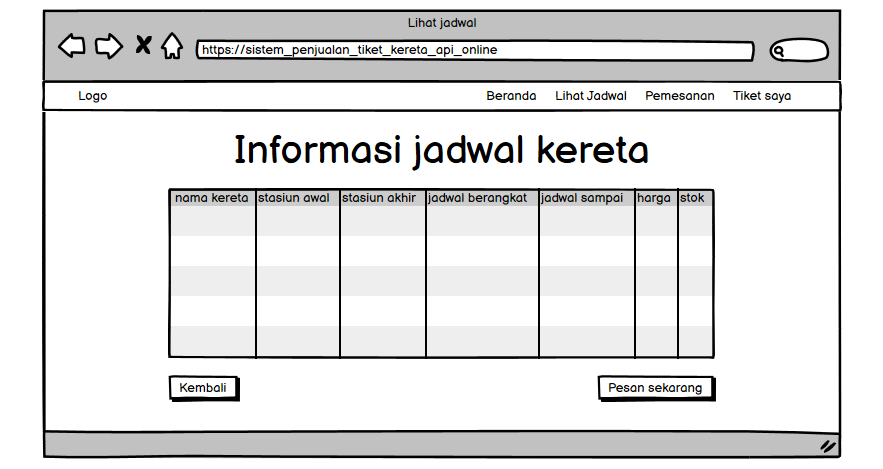 Lihat jadwal
https://sistem_penjualan_tiket_kereta_api_online
Logo Beranda Lihat Jadwal Pemesanan Tiket saya
Informasi jadwal kereta
nama kereta stasiun awal stasiun akhir jadwal berangkat jadwal sampai harga stok
Kembali Pesan sekarang